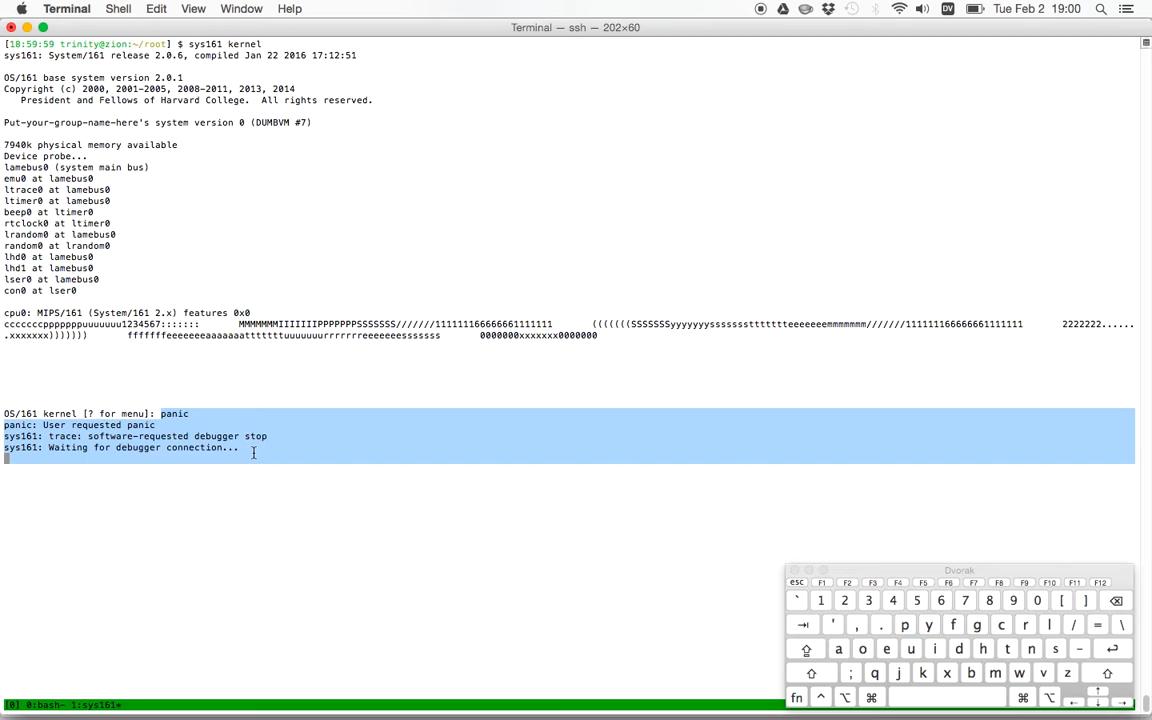 Terminal Shell Edit View Window Help DV Tue Feb 2 19:00
Terminal — ssh — 202×60
[18:59:59 trinity@zion:~/root] $ sys161 kernel
sys161: System/161 release 2.0.6, compiled Jan 22 2016 17:12:51
OS/161 base system version 2.0.1
Copyright (c) 2000, 2001-2005, 2008-2011, 2013, 2014
President and Fellows of Harvard College. All rights reserved.
Put-your-group-name-here's system version 0 (DUMBVM #7)
7940k physical memory available
Device probe...
lamebus0 (system main bus)
emu0 at lamebus0
ltrace0 at lamebus0
ltimer0 at lamebus0
beep0 at ltimer0
rtclock0 at ltimer0
lrandom0 at lamebus0
random0 at lrandom0
lhd0 at lamebus0
lhd1 at lamebus0
lser0 at lamebus0
con0 at lser0
cpu0: MIPS/161 (System/161 2.x) features 0x0
OS/161 kernel [? for menu]: panic
panic: User requested panic
sys161: trace: software-requested debugger stop
sys161: Waiting for debugger connection...
Dvorak
esc F1 F2 F3 F4 F5 F6 F7 F8 F9 F10 F11 F12
` 1 2 3 4 5 6 7 8 9 0 [ ]
' , . p y f g c r l / = \
a o e u i d h t n s -
; q j k x b m w v z
fn ^ ⌥ ⌘ ⌘ ⌥
[0] 0:bash- 1:sys161*